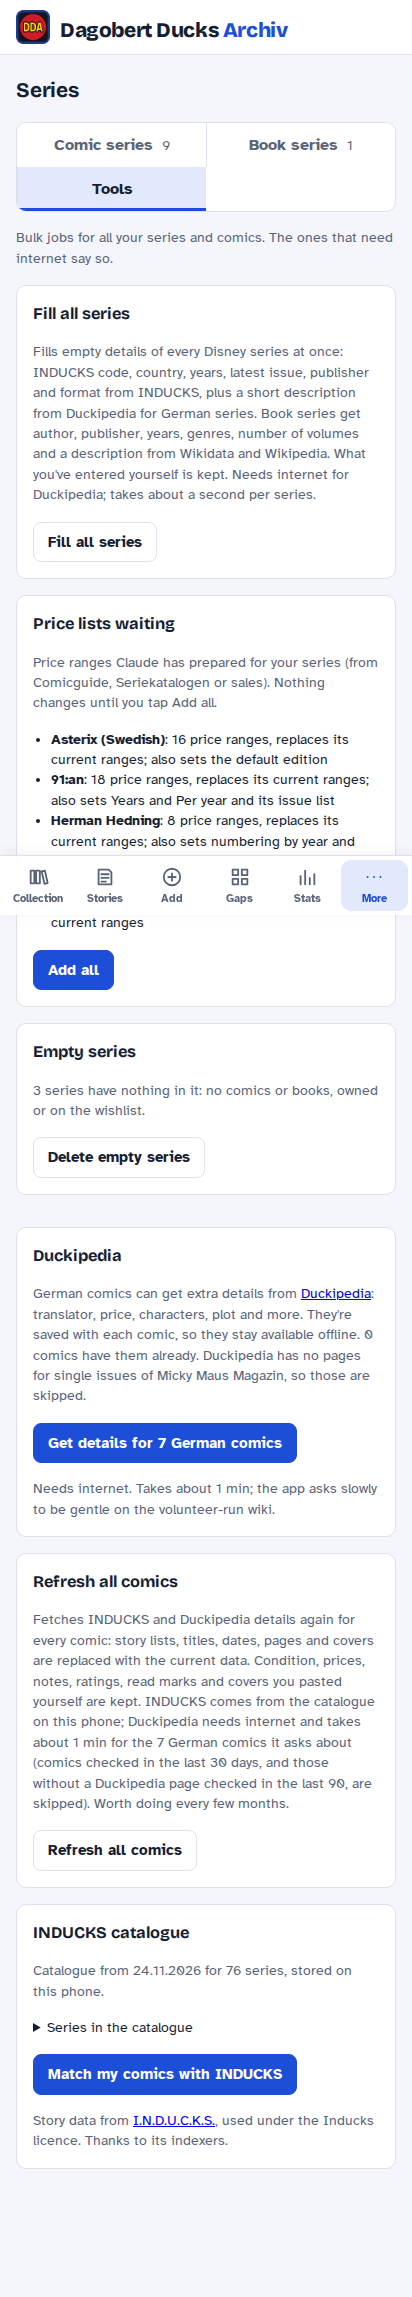 DDA
Dagobert Ducks Archiv
Series
Comic series 9
Book series 1
Tools
Bulk jobs for all your series and comics. The ones that need
internet say so.
Fill all series
Fills empty details of every Disney series at once:
INDUCKS code, country, years, latest issue, publisher
and format from INDUCKS, plus a short description
from Duckipedia for German series. Book series get
author, publisher, years, genres, number of volumes
and a description from Wikidata and Wikipedia. What
you've entered yourself is kept. Needs internet for
Duckipedia; takes about a second per series.
Fill all series
Price lists waiting
Price ranges Claude has prepared for your series (from
Comicguide, Seriekatalogen or sales). Nothing
changes until you tap Add all.
• Asterix (Swedish): 16 price ranges, replaces its
current ranges; also sets the default edition
• 91:an: 18 price ranges, replaces its current ranges;
also sets Years and Per year and its issue list
• Herman Hedning: 8 price ranges, replaces its
current ranges; also sets numbering by year and
Collection
Stories
Add
Gaps
Stats
More
current ranges
Add all
Empty series
3 series have nothing in it: no comics or books, owned
or on the wishlist.
Delete empty series
Duckipedia
German comics can get extra details from Duckipedia:
translator, price, characters, plot and more. They're
saved with each comic, so they stay available offline. 0
comics have them already. Duckipedia has no pages
for single issues of Micky Maus Magazin, so those are
skipped.
Get details for 7 German comics
Needs internet. Takes about 1 min; the app asks slowly
to be gentle on the volunteer-run wiki.
Refresh all comics
Fetches INDUCKS and Duckipedia details again for
every comic: story lists, titles, dates, pages and covers
are replaced with the current data. Condition, prices,
notes, ratings, read marks and covers you pasted
yourself are kept. INDUCKS comes from the catalogue
on this phone; Duckipedia needs internet and takes
about 1 min for the 7 German comics it asks about
(comics checked in the last 30 days, and those
without a Duckipedia page checked in the last 90, are
skipped). Worth doing every few months.
Refresh all comics
INDUCKS catalogue
Catalogue from 24.11.2026 for 76 series, stored on
this phone.
▶ Series in the catalogue
Match my comics with INDUCKS
Story data from I.N.D.U.C.K.S., used under the Inducks
licence. Thanks to its indexers.